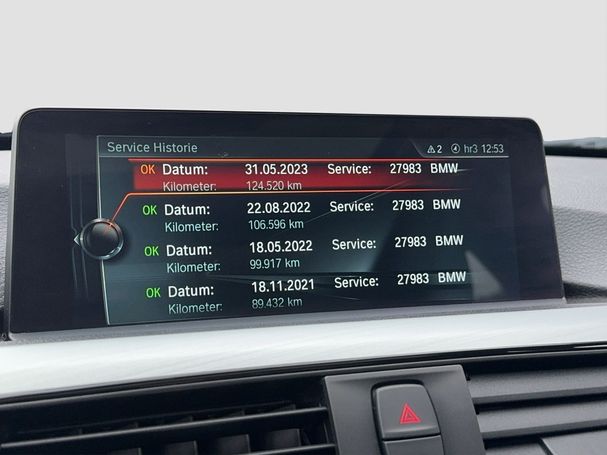 Service Historie 2 4 hr3 12:53
OK Datum: 31.05.2023 Service: 27983 BMW
Kilometer: 124.520 km
OK Datum: 22.08.2022 Service: 27983 BMW
Kilometer: 106.596 km
OK Datum: 18.05.2022 Service: 27983 BMW
Kilometer: 99.917 km
OK Datum: 18.11.2021 Service: 27983 BMW
Kilometer: 89.432 km